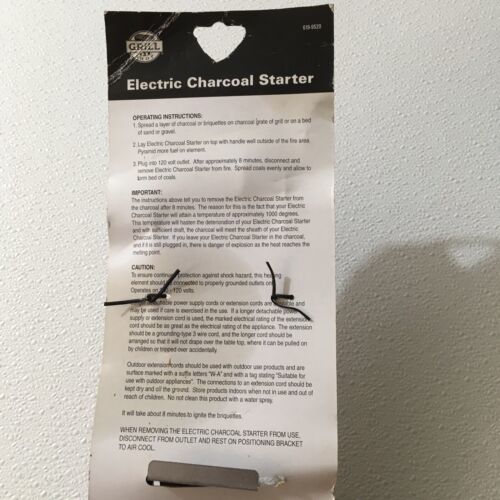 GRILL
619-0520
Electric Charcoal Starter
OPERATING INSTRUCTIONS:
1. Spread a layer of charcoal or briquettes on charcoal grate of grill or on a bed
of sand or gravel.
2. Lay Electric Charcoal Starter on top with handle well outside of the fire area.
Pyramid more fuel on element.
3. Plug into 120 volt outlet. After approximately 8 minutes, disconnect and
remove Electric Charcoal Starter from fire. Spread coals evenly and allow to
form bed of coals.
IMPORTANT:
The instructions above tell you to remove the Electric Charcoal Starter from
the charcoal after 8 minutes. The reason for this is the fact that your Electric
Charcoal Starter will attain a temperature of approximately 1000 degrees.
This temperature will hasten the deterioration of your Electric Charcoal Starter
and with sufficient draft, the charcoal will meet the sheath of your Electric
Charcoal Starter. If you leave your Electric Charcoal Starter in the charcoal,
and if it is still plugged in, there is danger of explosion as the heat reaches the
melting point.
CAUTION:
To ensure continued protection against shock hazard, this heating
element should be connected to properly grounded outlets only.
Operates on 120 volts.
detachable power supply cords or extension cords are available and
may be used if care is exercised in the use. If a longer detachable power
supply or extension cord is used, the marked electrical rating of the extension
cord should be as great as the electrical rating of the appliance. The extension
should be a grounding-type 3 wire cord, and the longer cord should be
arranged so that it will not drape over the table top, where it can be pulled on
by children or tripped over accidentally.
Outdoor extension cords should be used with outdoor use products and are
surface marked with a suffix letters "W-A" and with a tag stating "Suitable for
use with outdoor appliances". The connections to an extension cord should be
kept dry and off the ground. Store products indoors when not in use and out of
reach of children. Do not clean this product with a water spray.
It will take about 8 minutes to ignite the briquettes.
WHEN REMOVING THE ELECTRIC CHARCOAL STARTER FROM USE,
DISCONNECT FROM OUTLET AND REST ON POSITIONING BRACKET
TO AIR COOL.